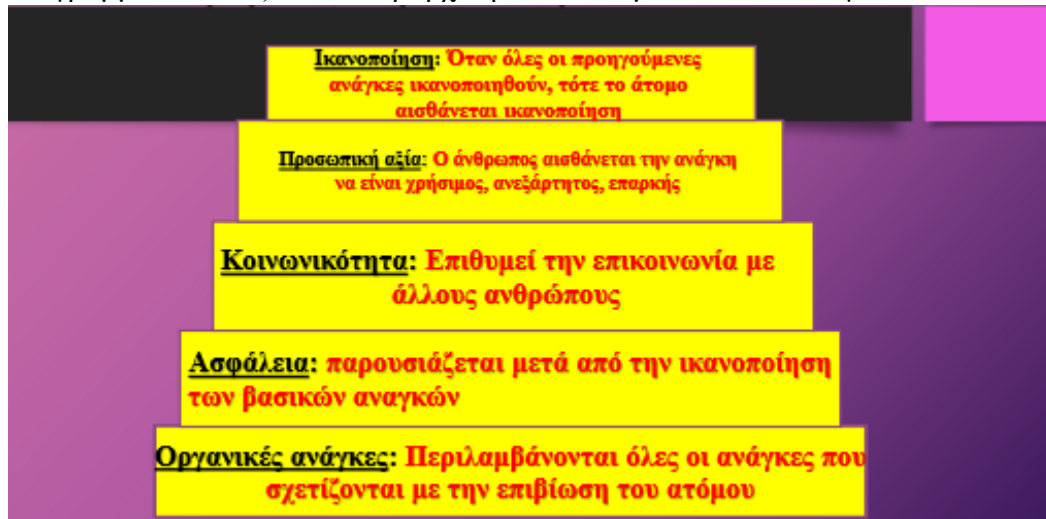 Ικανοποίηση: Όταν όλες οι προηγούμενες
ανάγκες ικανοποιηθούν, τότε το άτομο
αισθάνεται ικανοποίηση
Προσωπική αξία: Ο άνθρωπος αισθάνεται την ανάγκη
να είναι χρήσιμος, ανεξάρτητος, επαρκής
Κοινωνικότητα: Επιθυμεί την επικοινωνία με
άλλους ανθρώπους
Ασφάλεια: παρουσιάζεται μετά από την ικανοποίηση
των βασικών αναγκών
Οργανικές ανάγκες: Περιλαμβάνονται όλες οι ανάγκες που
σχετίζονται με την επιβίωση του ατόμου